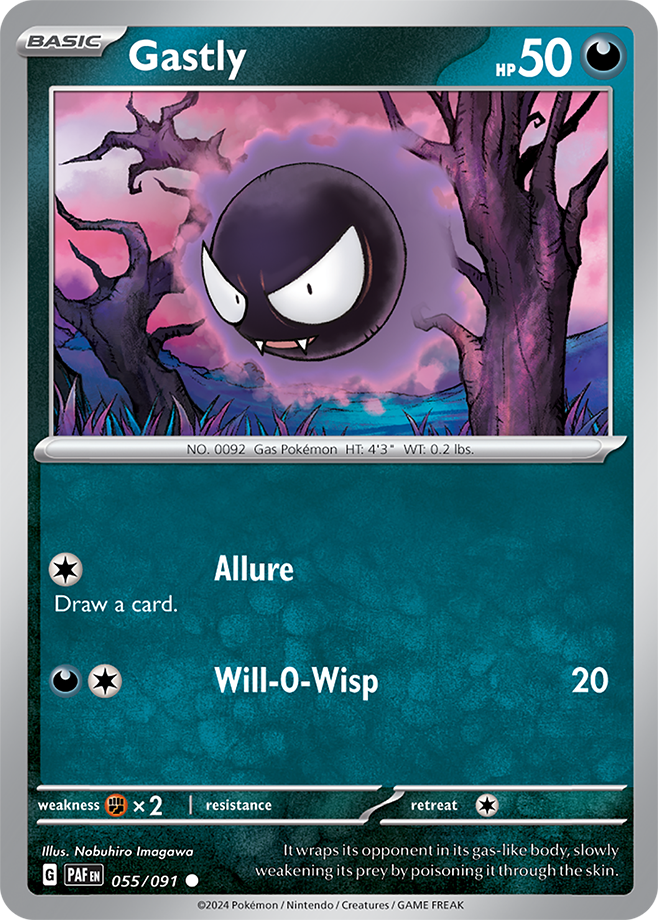 BASIC Gastly HP 50
NO. 0092 Gas Pokémon HT: 4'3" WT: 0.2 lbs.
Allure
Draw a card.
Will-O-Wisp 20
weakness ×2 resistance retreat
Illus. Nobuhiro Imagawa
It wraps its opponent in its gas-like body, slowly
weakening its prey by poisoning it through the skin.
G PAF EN 055/091
©2024 Pokémon / Nintendo / Creatures / GAME FREAK